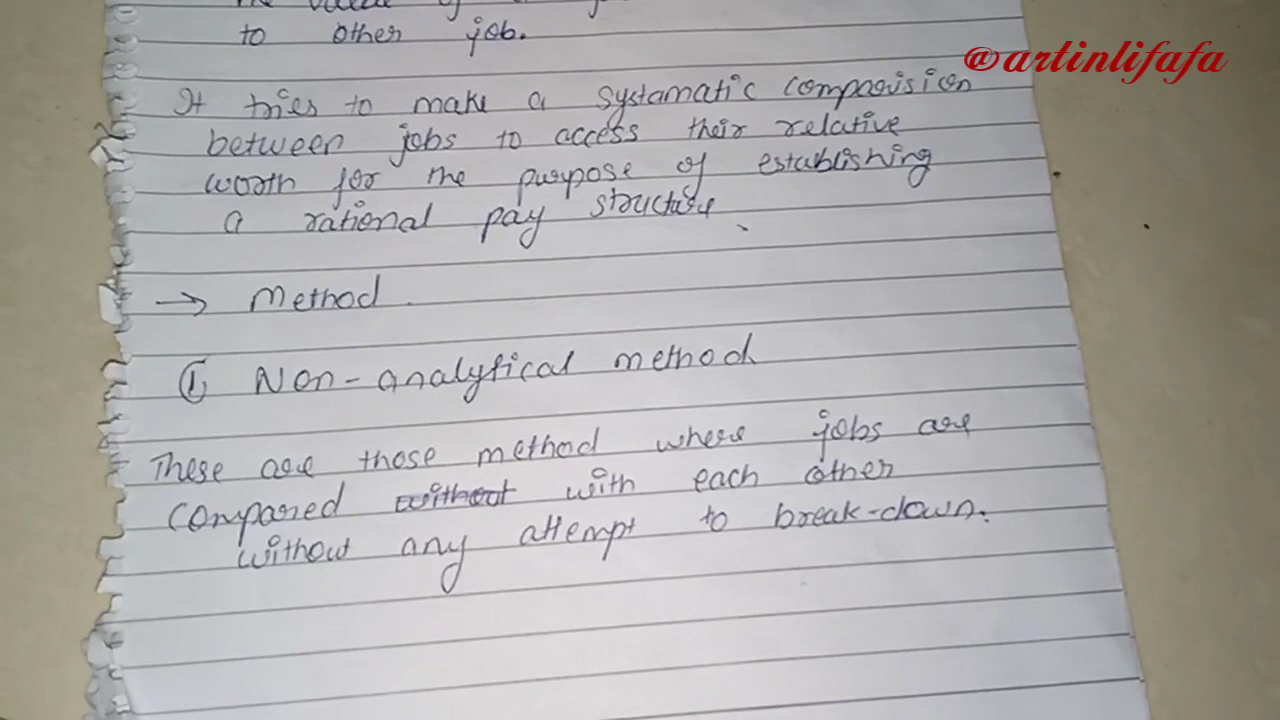 to other job.
@artinlifafa
It tries to make a systamatic comparision
between jobs to access their relative
worth for the purpose of establishing
a rational pay structure
→ Method.
① Non-analytical method
These are those method where jobs are
compared without with each other
without any attempt to break-down.